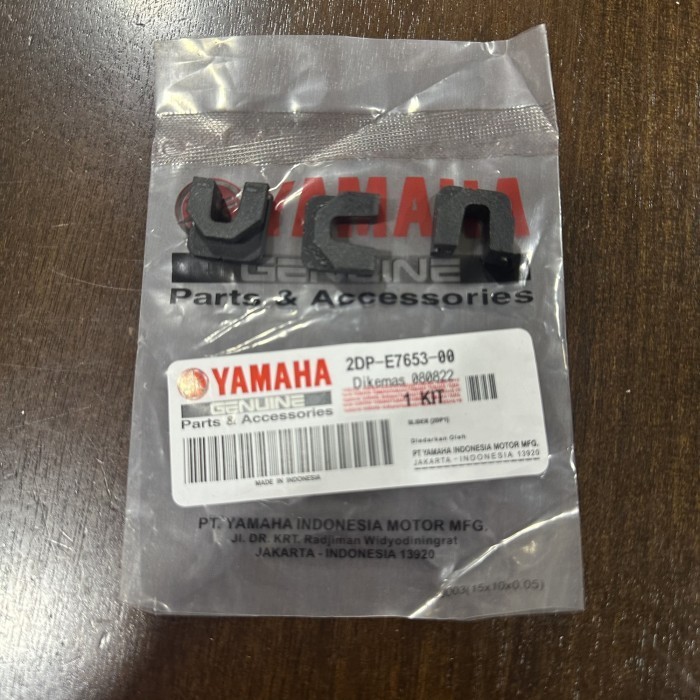 YAMAHA
GENUINE
Parts & Accessories
YAMAHA
GENUINE
Parts & Accessories
MADE IN INDONESIA
2DP-E7653-00
Dikemas 080822
1 KIT
Diedarkan Oleh
PT YAMAHA INDONESIA MOTOR MFG.
JAKARTA - INDONESIA 13920
PT. YAMAHA INDONESIA MOTOR MFG.
Jl. DR. KRT. Radjiman Widyodiningrat
JAKARTA - INDONESIA 13920
(15x10x0.05)